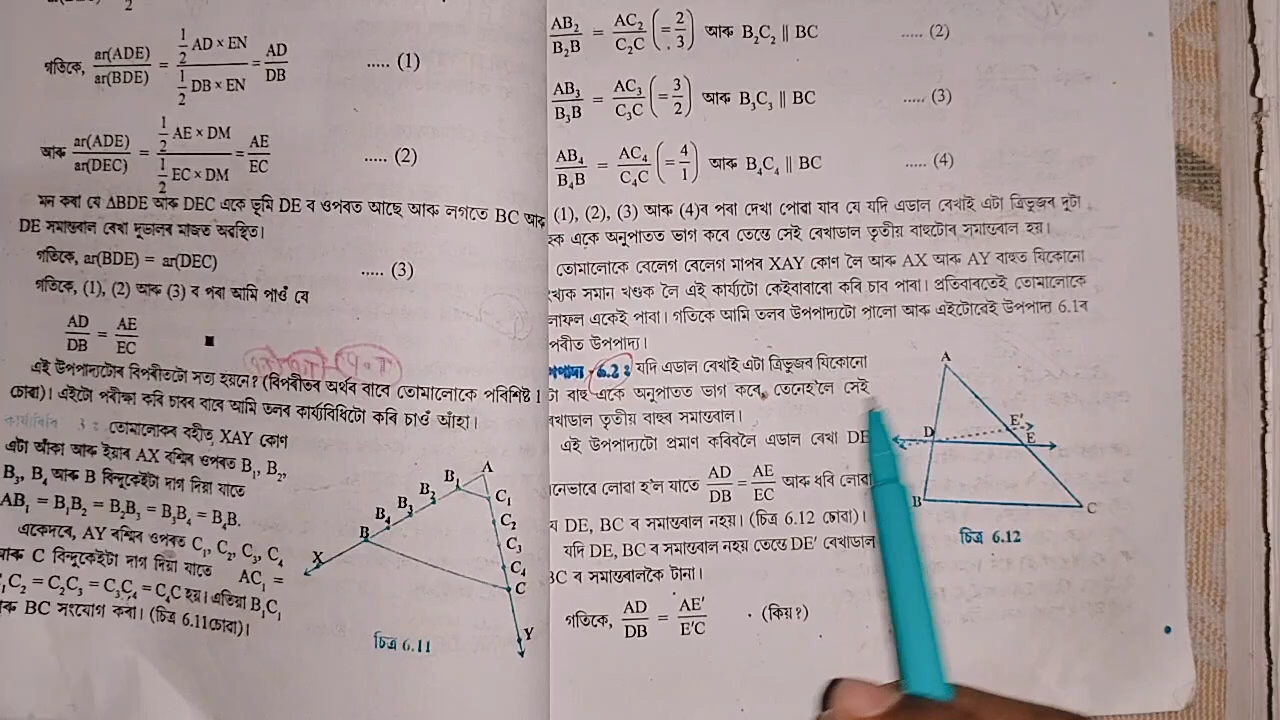 গতিকে, ar(ADE)/ar(BDE) = (1/2 AD × EN)/(1/2 DB × EN) = AD/DB ..... (1)
আৰু ar(ADE)/ar(DEC) = (1/2 AE × DM)/(1/2 EC × DM) = AE/EC ..... (2)
মন কৰা যে ΔBDE আৰু DEC একে ভূমি DE ৰ ওপৰত আছে আৰু লগতে BC আৰু
DE সমান্তৰাল ৰেখা দুডালৰ মাজত অৱস্থিত।
গতিকে, ar(BDE) = ar(DEC) ..... (3)
গতিকে, (1), (2) আৰু (3) ৰ পৰা আমি পাওঁ যে
AD/DB = AE/EC ■
এই উপপাদ্যটোৰ বিপৰীতটো সত্য হয়নে? (বিপৰীতৰ অৰ্থৰ বাবে তোমালোকে পৰিশিষ্ট 1
চোৱা)। এইটো পৰীক্ষা কৰি চাবৰ বাবে আমি তলৰ কাৰ্যবিধিটো কৰি চাওঁ আঁহা।
কাৰ্যবিধি 3 : তোমালোকৰ বহীত XAY কোণ
এটা আঁকা আৰু ইয়াৰ AX ৰশ্মিৰ ওপৰত B₁, B₂,
B₃, B₄ আৰু B বিন্দুকেইটা দাগ দিয়া যাতে
AB₁ = B₁B₂ = B₂B₃ = B₃B₄ = B₄B.
একেদৰে, AY ৰশ্মিৰ ওপৰত C₁, C₂, C₃, C₄
আৰু C বিন্দুকেইটা দাগ দিয়া যাতে AC₁ =
C₁C₂ = C₂C₃ = C₃C₄ = C₄C হয়। এতিয়া B₁C₁
আৰু BC সংযোগ কৰা। (চিত্ৰ 6.11চোৱা)।
A
B₁
C₁
B₂
C₂
B₃
B₄
C₃
B
C₄
X
C
Y
চিত্ৰ 6.11
AB₂/B₂B = AC₂/C₂C (= 2/3) আৰু B₂C₂ || BC ..... (2)
AB₃/B₃B = AC₃/C₃C (= 3/2) আৰু B₃C₃ || BC ..... (3)
AB₄/B₄B = AC₄/C₄C (= 4/1) আৰু B₄C₄ || BC ..... (4)
(1), (2), (3) আৰু (4)ৰ পৰা দেখা পোৱা যাব যে যদি এডাল ৰেখাই এটা ত্ৰিভুজৰ দুটা
একে অনুপাতত ভাগ কৰে তেন্তে সেই ৰেখাডাল তৃতীয় বাহুটোৰ সমান্তৰাল হয়।
তোমালোকে বেলেগ বেলেগ মাপৰ XAY কোণ লৈ আৰু AX আৰু AY বাহুত যিকোনো
সমান খণ্ডক লৈ এই কাৰ্য্যটো কেইবাবাৰো কৰি চাব পাৰা। প্ৰতিবাৰতেই তোমালোকে
একেই পাবা। গতিকে আমি তলৰ উপপাদ্যটো পালো আৰু এইটোৱেই উপপাদ্য 6.1ৰ
উপপাদ্য।
6.2 : যদি এডাল ৰেখাই এটা ত্ৰিভুজৰ যিকোনো
টা বাহু একে অনুপাতত ভাগ কৰে, তেনেহ'লে সেই
তৃতীয় বাহুৰ সমান্তৰাল।
এই উপপাদ্যটো প্ৰমাণ কৰিবলৈ এডাল ৰেখা DE
লোৱা হ'ল যাতে AD/DB = AE/EC আৰু ধৰি লোৱা
DE, BC ৰ সমান্তৰাল নহয়। (চিত্ৰ 6.12 চোৱা)।
যদি DE, BC ৰ সমান্তৰাল নহয় তেন্তে DE′ ৰেখাডাল
BC ৰ সমান্তৰালকৈ টানা।
গতিকে, AD/DB = AE′/E′C (কিয়?)
A
D
E′
E
B
C
চিত্ৰ 6.12